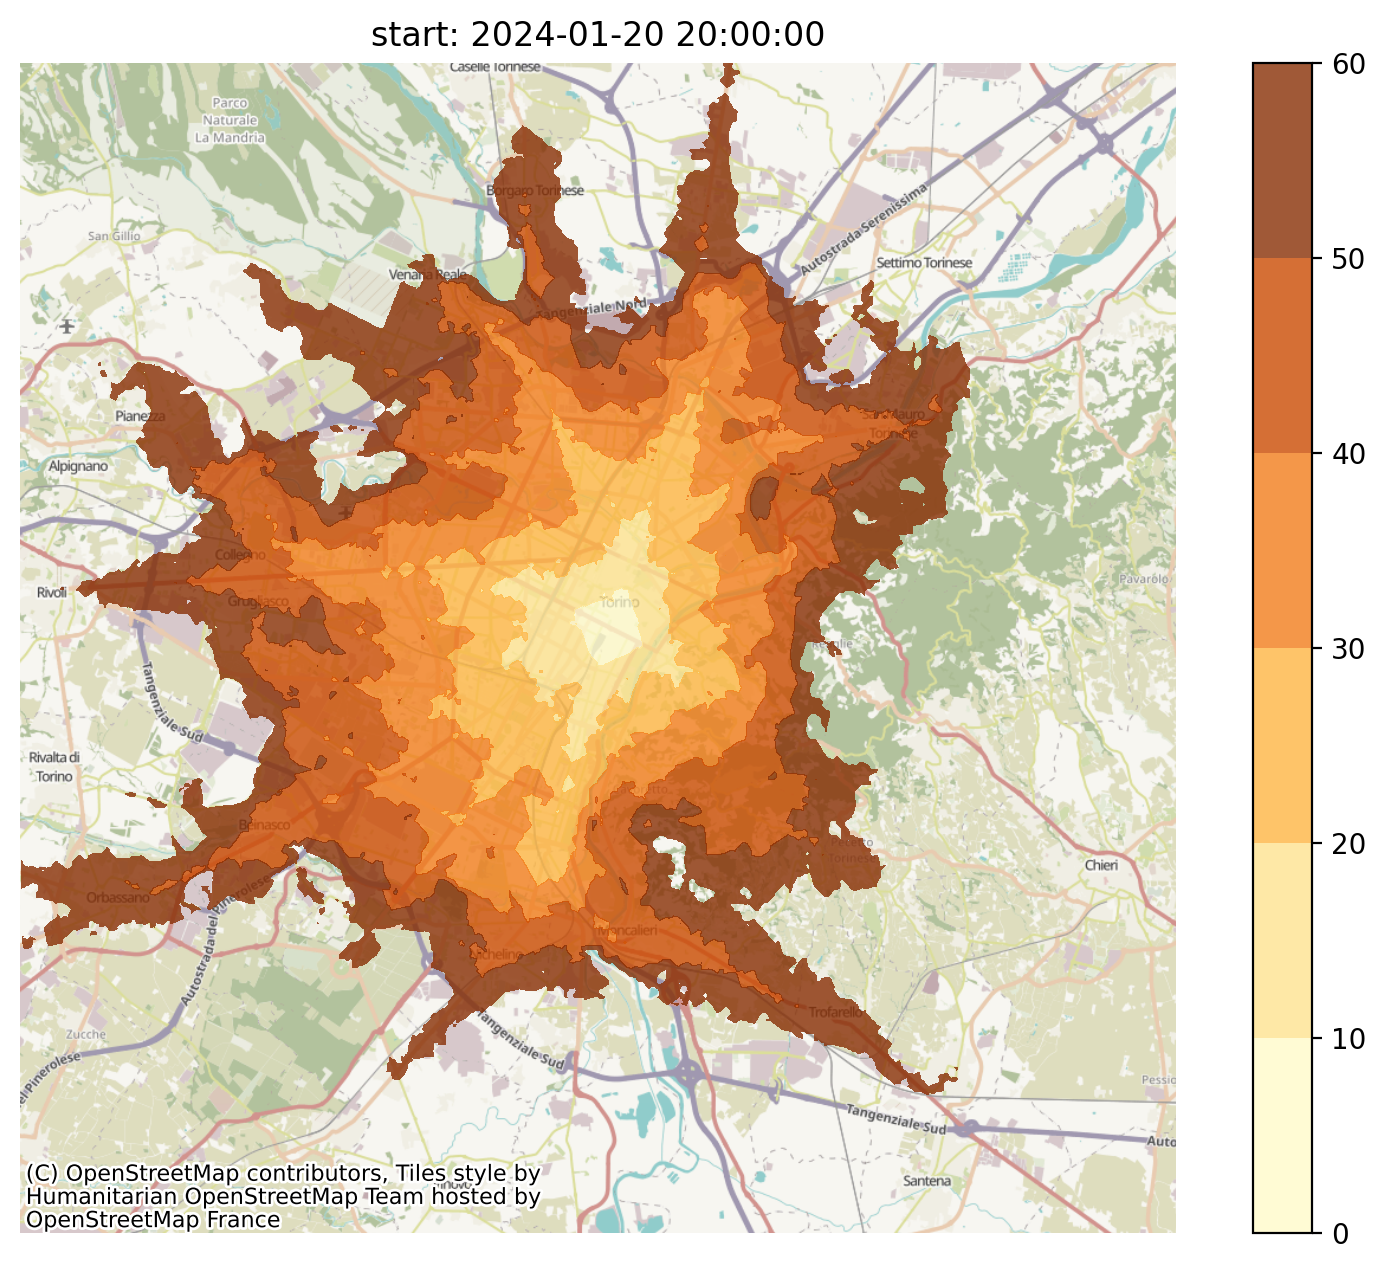 start: 2024-01-20 20:00:00
Caselle Torinese
Parco
Naturale
La Mandria
Borgaro Torinese
San Gillio
Autostrada Serenissima
Settimo Torinese
Venaria Reale
Tangenziale Nord
Pianezza
San Mauro
Torinese
Alpignano
Collegno
Pavarolo
Rivoli
Grugliasco
Torino
Reaglie
Tangenziale Sud
Rivalta di
Torino
Cavoretto
Beinasco
Pecetto
Torinese
Chieri
Orbassano
Autostrada del Pinerolese
Moncalieri
Nichelino
Trofarello
Zucche
Tangenziale Sud
del Pinerolese
Pessio
Tangenziale Sud
Auto
Santena
(C) OpenStreetMap contributors, Tiles style by
Humanitarian OpenStreetMap Team hosted by
OpenStreetMap France
60
50
40
30
20
10
0